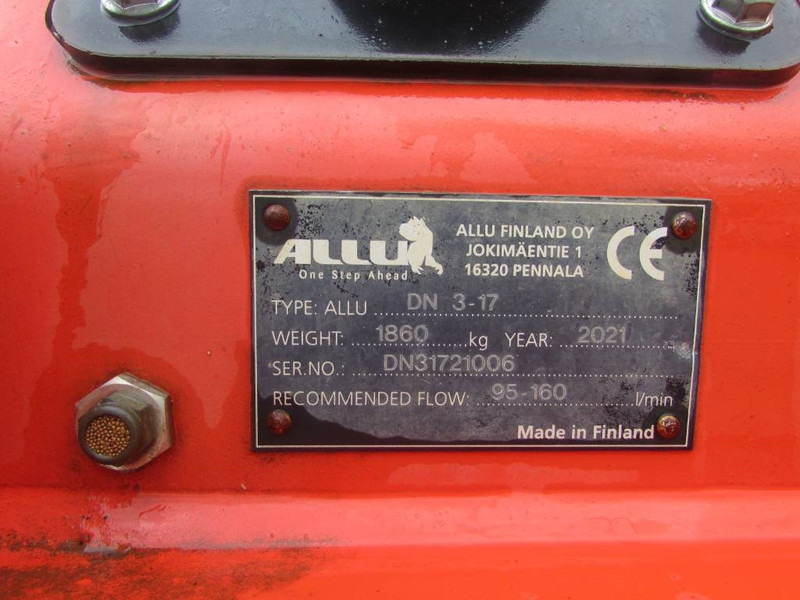 ALLU
One Step Ahead
ALLU FINLAND OY
JOKIMÄENTIE 1
16320 PENNALA
CE
TYPE: ALLU DN 3-17
WEIGHT: 1860 kg YEAR: 2021
SER.NO.: DN31721006
RECOMMENDED FLOW: 95-160 l/min
Made in Finland